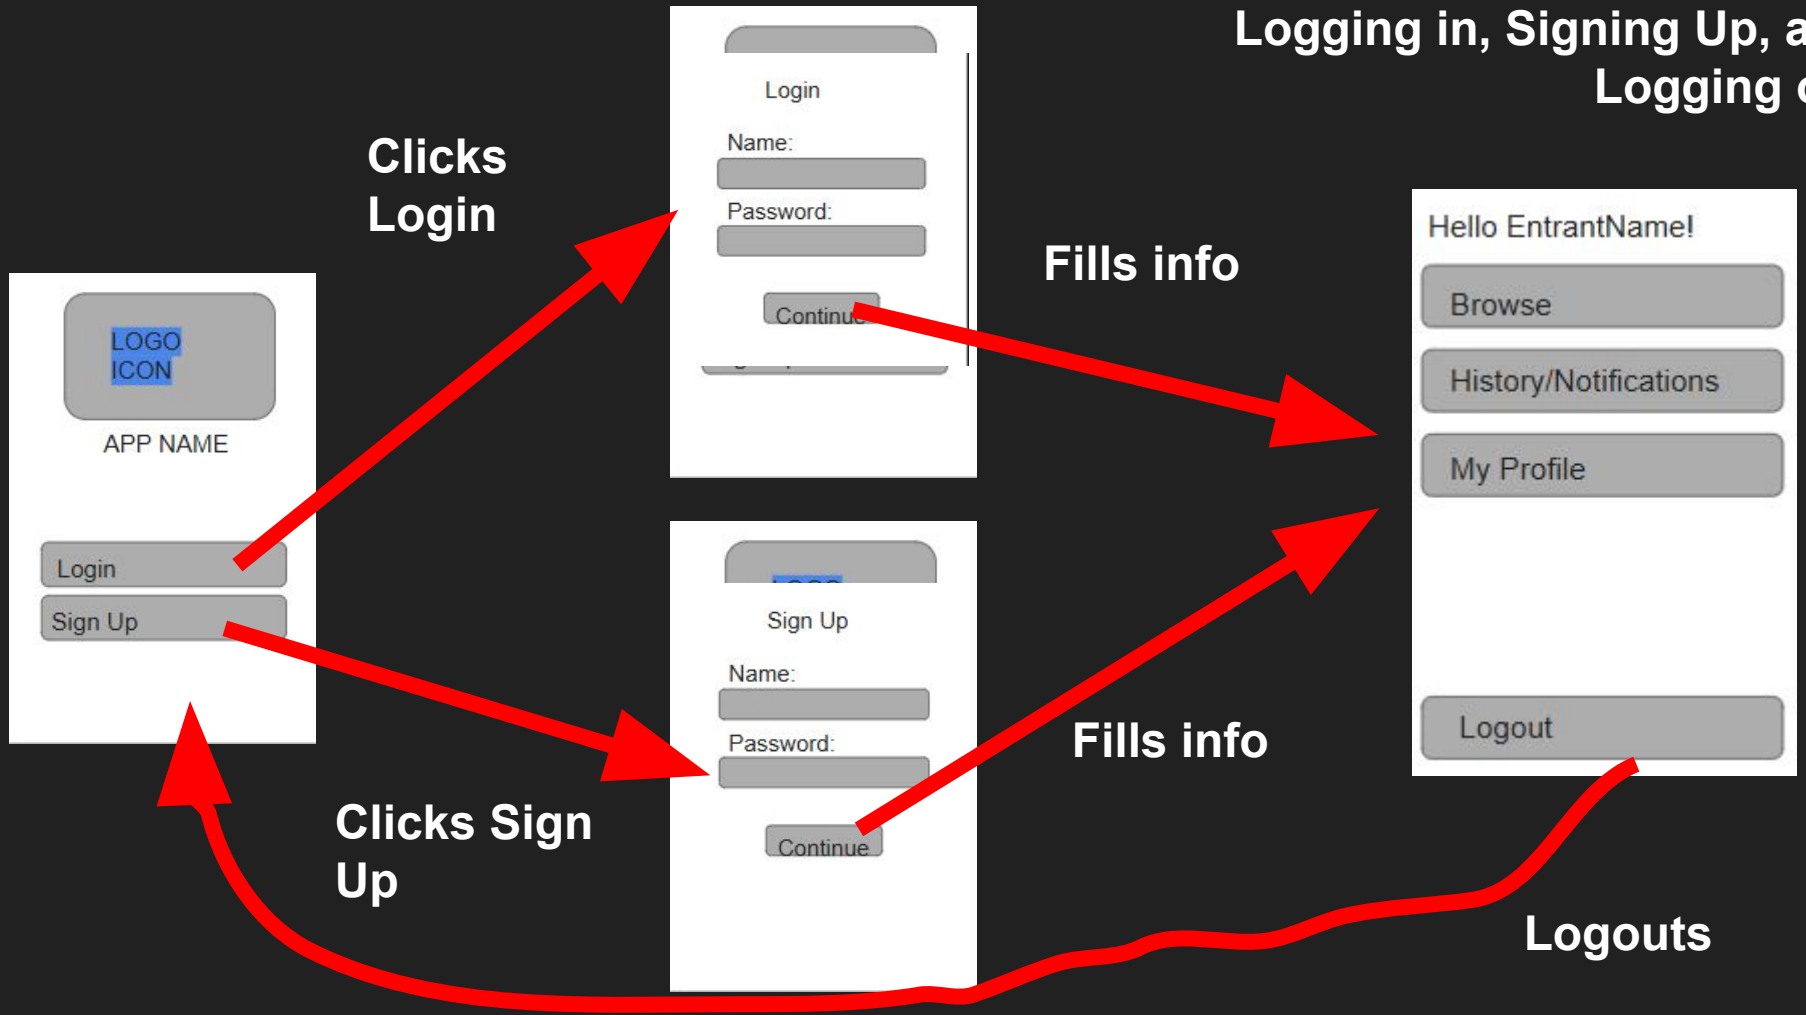 Logging in, Signing Up, a
Logging
Clicks
Login
Login
Name:
Password:
Continue
Fills info
Hello EntrantName!
Browse
History/Notifications
My Profile
Logout
LOGO
ICON
APP NAME
Login
Sign Up
Clicks Sign
Up
Sign Up
Name:
Password:
Continue
Fills info
Logouts